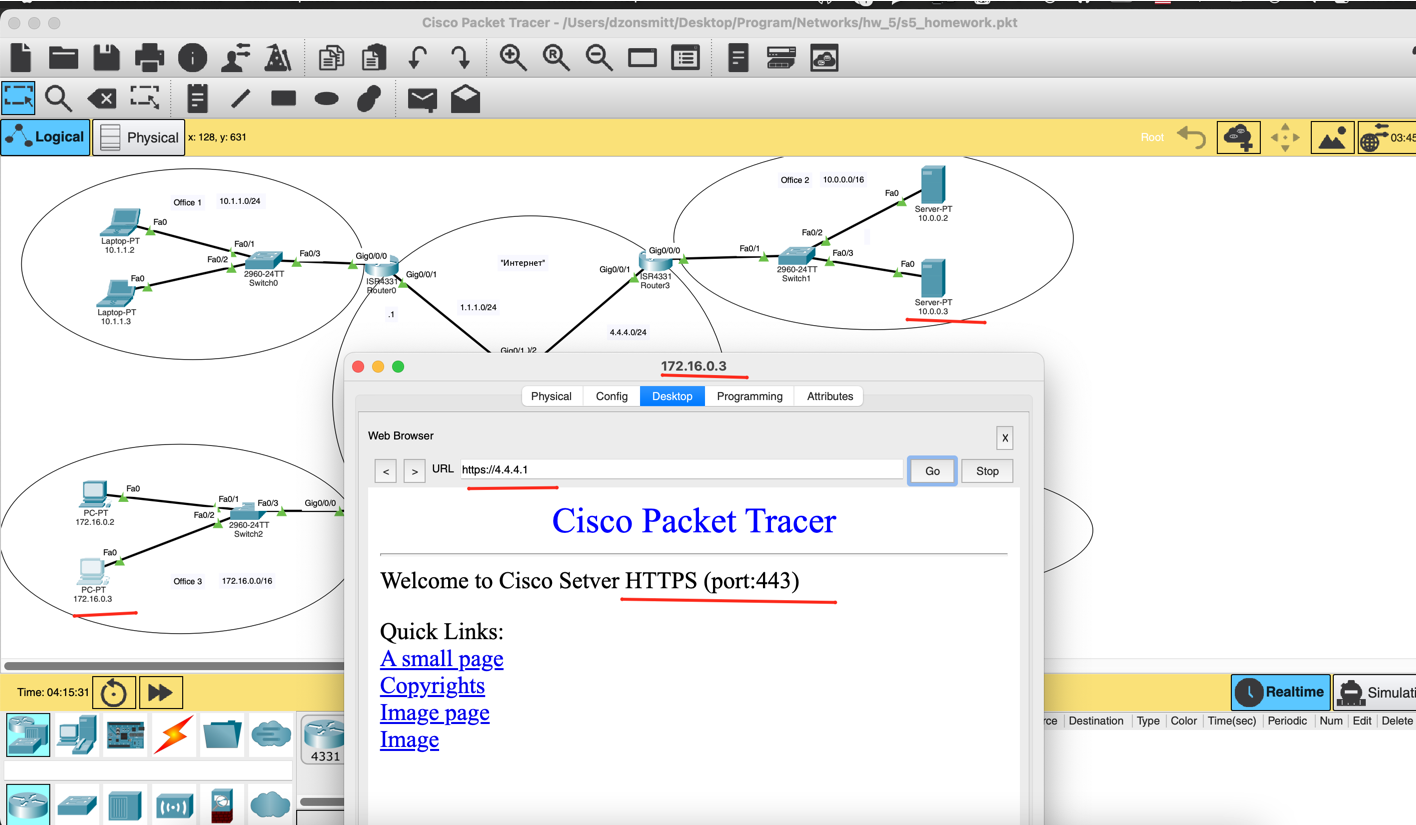 Cisco Packet Tracer - /Users/dzonsmitt/Desktop/Program/Networks/hw_5/s5_homework.pkt
Logical
Physical
x: 128, y: 631
Root
03:45
Office 1
10.1.1.0/24
Fa0
Laptop-PT
10.1.1.2
Fa0/1
Fa0/2
Fa0/3
2960-24TT
Switch0
Fa0
Laptop-PT
10.1.1.3
Gig0/0/0
ISR4331
Router0
Gig0/0/1
.1
"Интернет"
1.1.1.0/24
4.4.4.0/24
Gig0/0/0
Gig0/0/1
ISR4331
Router3
Office 2
10.0.0.0/16
Fa0
Server-PT
10.0.0.2
Fa0/1
Fa0/2
Fa0/3
2960-24TT
Switch1
Fa0
Server-PT
10.0.0.3
Gig0/1
)/2
Fa0
PC-PT
172.16.0.2
Fa0/1
Fa0/2
Fa0/3
Gig0/0/0
2960-24TT
Switch2
Fa0
PC-PT
172.16.0.3
Office 3
172.16.0.0/16
172.16.0.3
Physical
Config
Desktop
Programming
Attributes
Web Browser
X
<
>
URL
https://4.4.4.1
Go
Stop
Cisco Packet Tracer
Welcome to Cisco Setver HTTPS (port:443)
Quick Links:
A small page
Copyrights
Image page
Image
Time: 04:15:31
Realtime
Simulati
4331
rce
Destination
Type
Color
Time(sec)
Periodic
Num
Edit
Delete